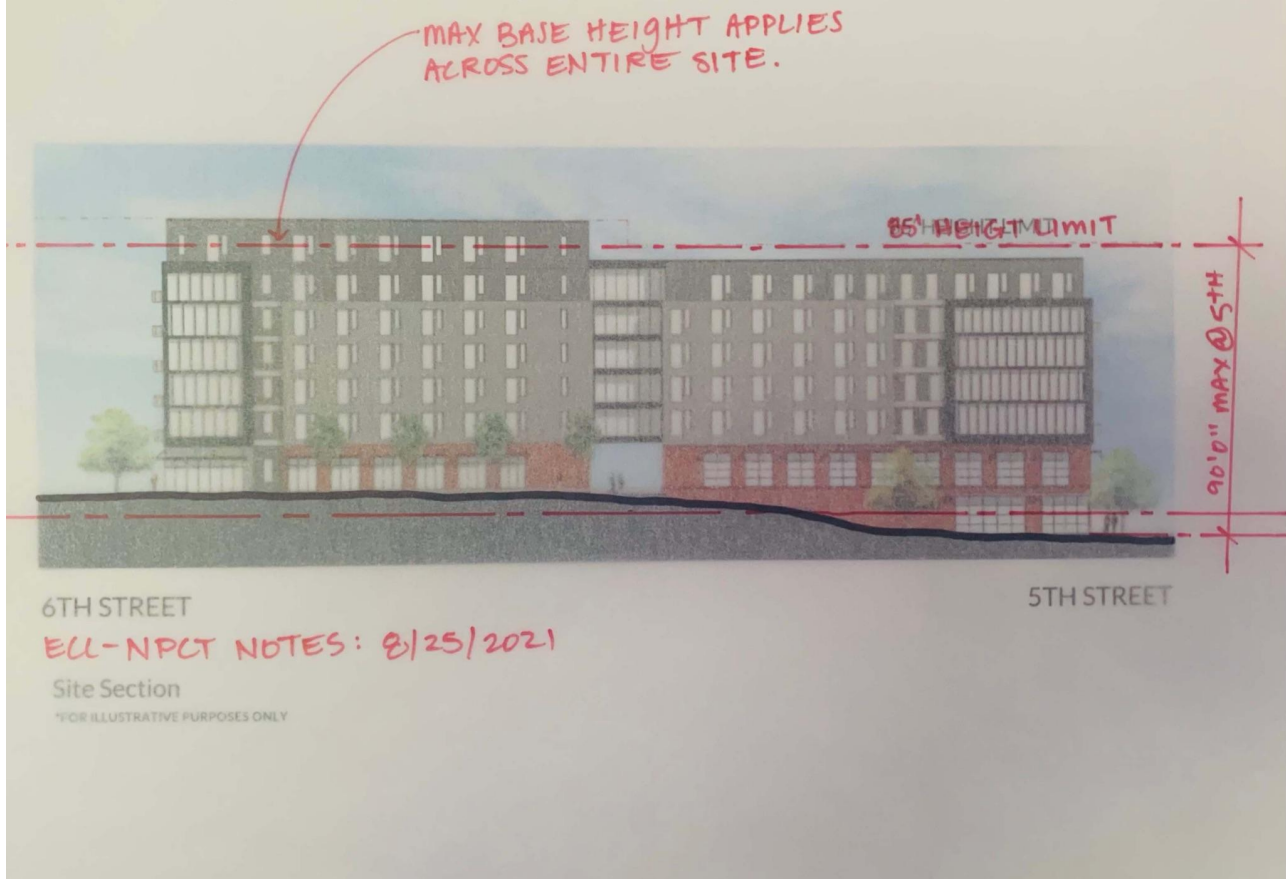 MAX BASE HEIGHT APPLIES
ACROSS ENTIRE SITE.
85' HEIGHT LIMIT
90'0" MAX @ 5TH
6TH STREET
5TH STREET
ECC-NPCT NOTES: 8/25/2021
Site Section
*FOR ILLUSTRATIVE PURPOSES ONLY